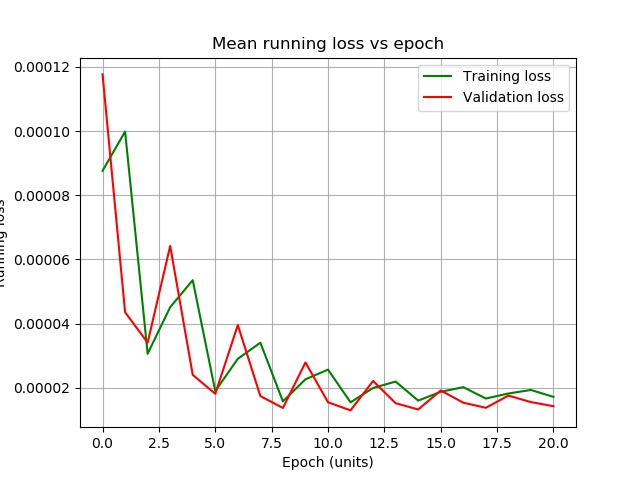 Mean running loss vs epoch
Training loss
Validation loss
0.00012
0.00010
0.00008
0.00006
0.00004
0.00002
Running loss
0.0 2.5 5.0 7.5 10.0 12.5 15.0 17.5 20.0
Epoch (units)